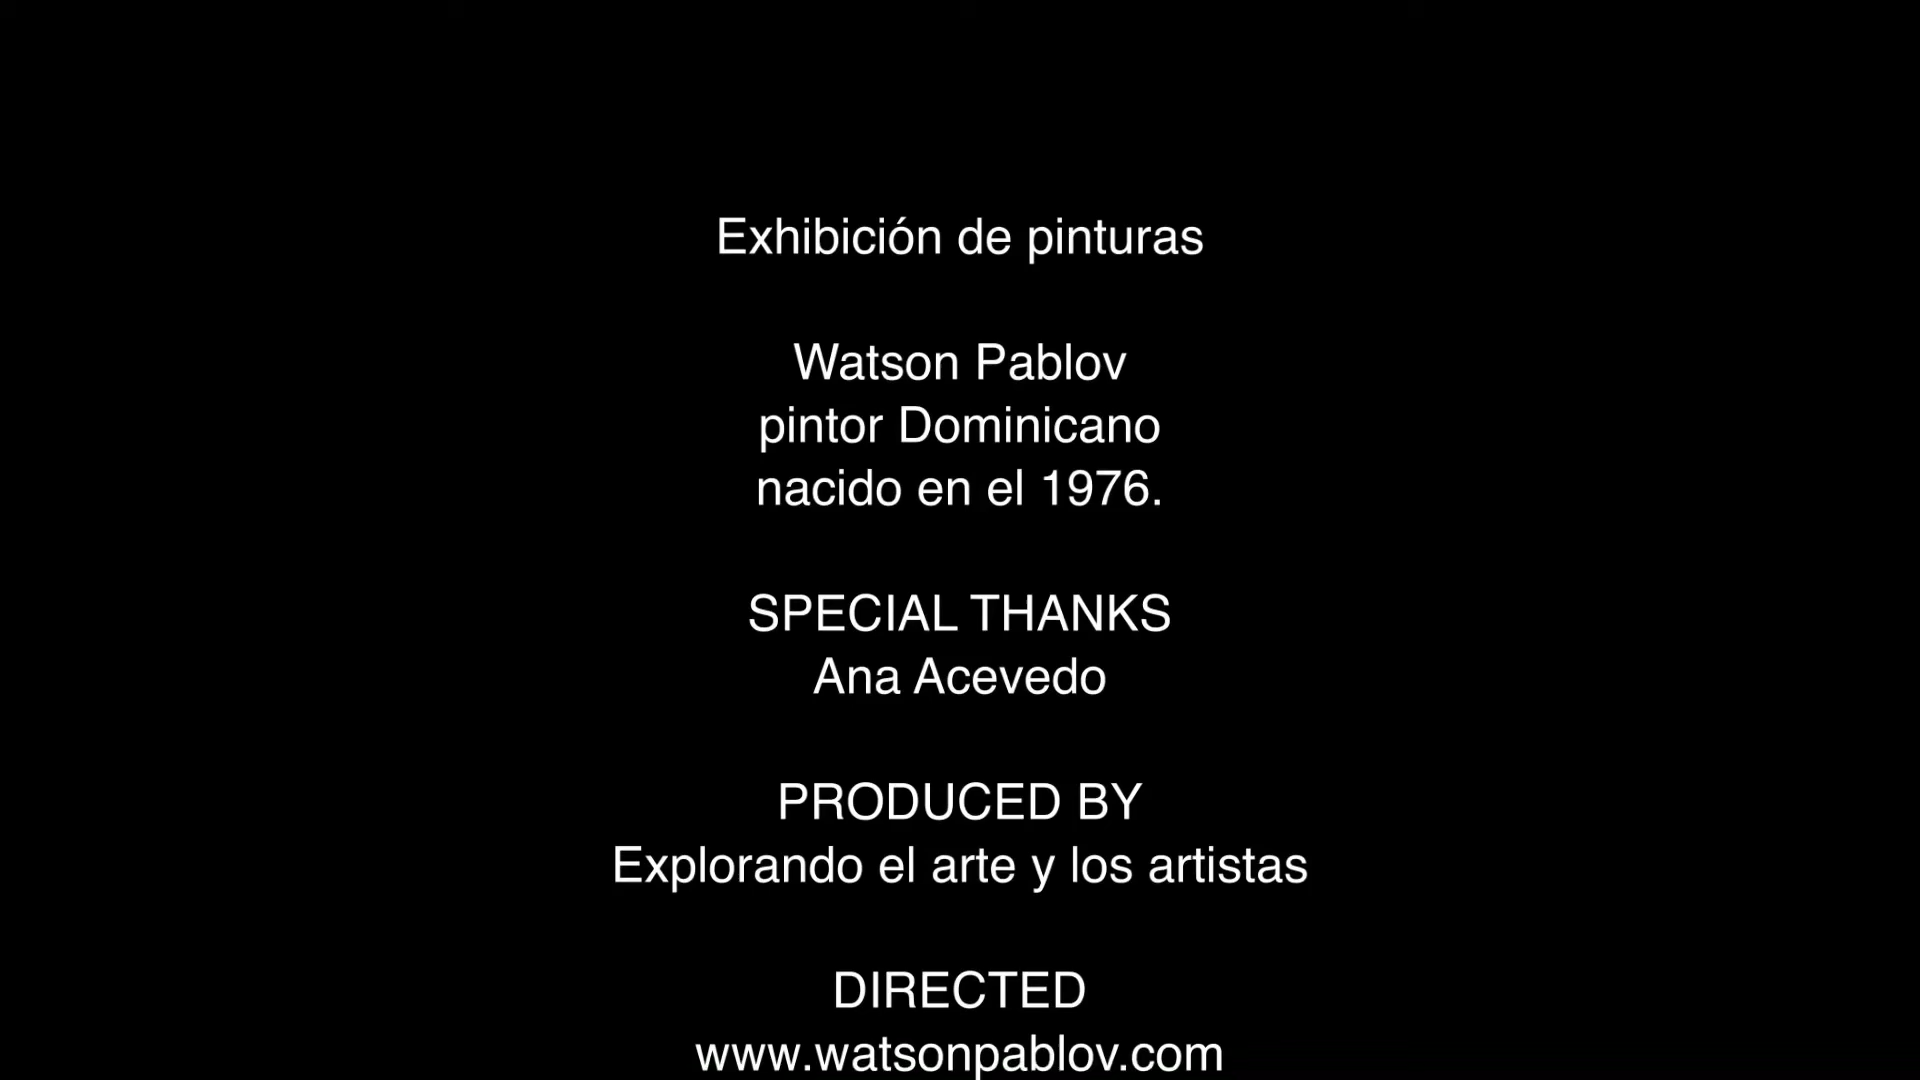 Exhibición de pinturas
Watson Pablov
pintor Dominicano
nacido en el 1976.
SPECIAL THANKS
Ana Acevedo
PRODUCED BY
Explorando el arte y los artistas
DIRECTED
www.watsonpablov.com